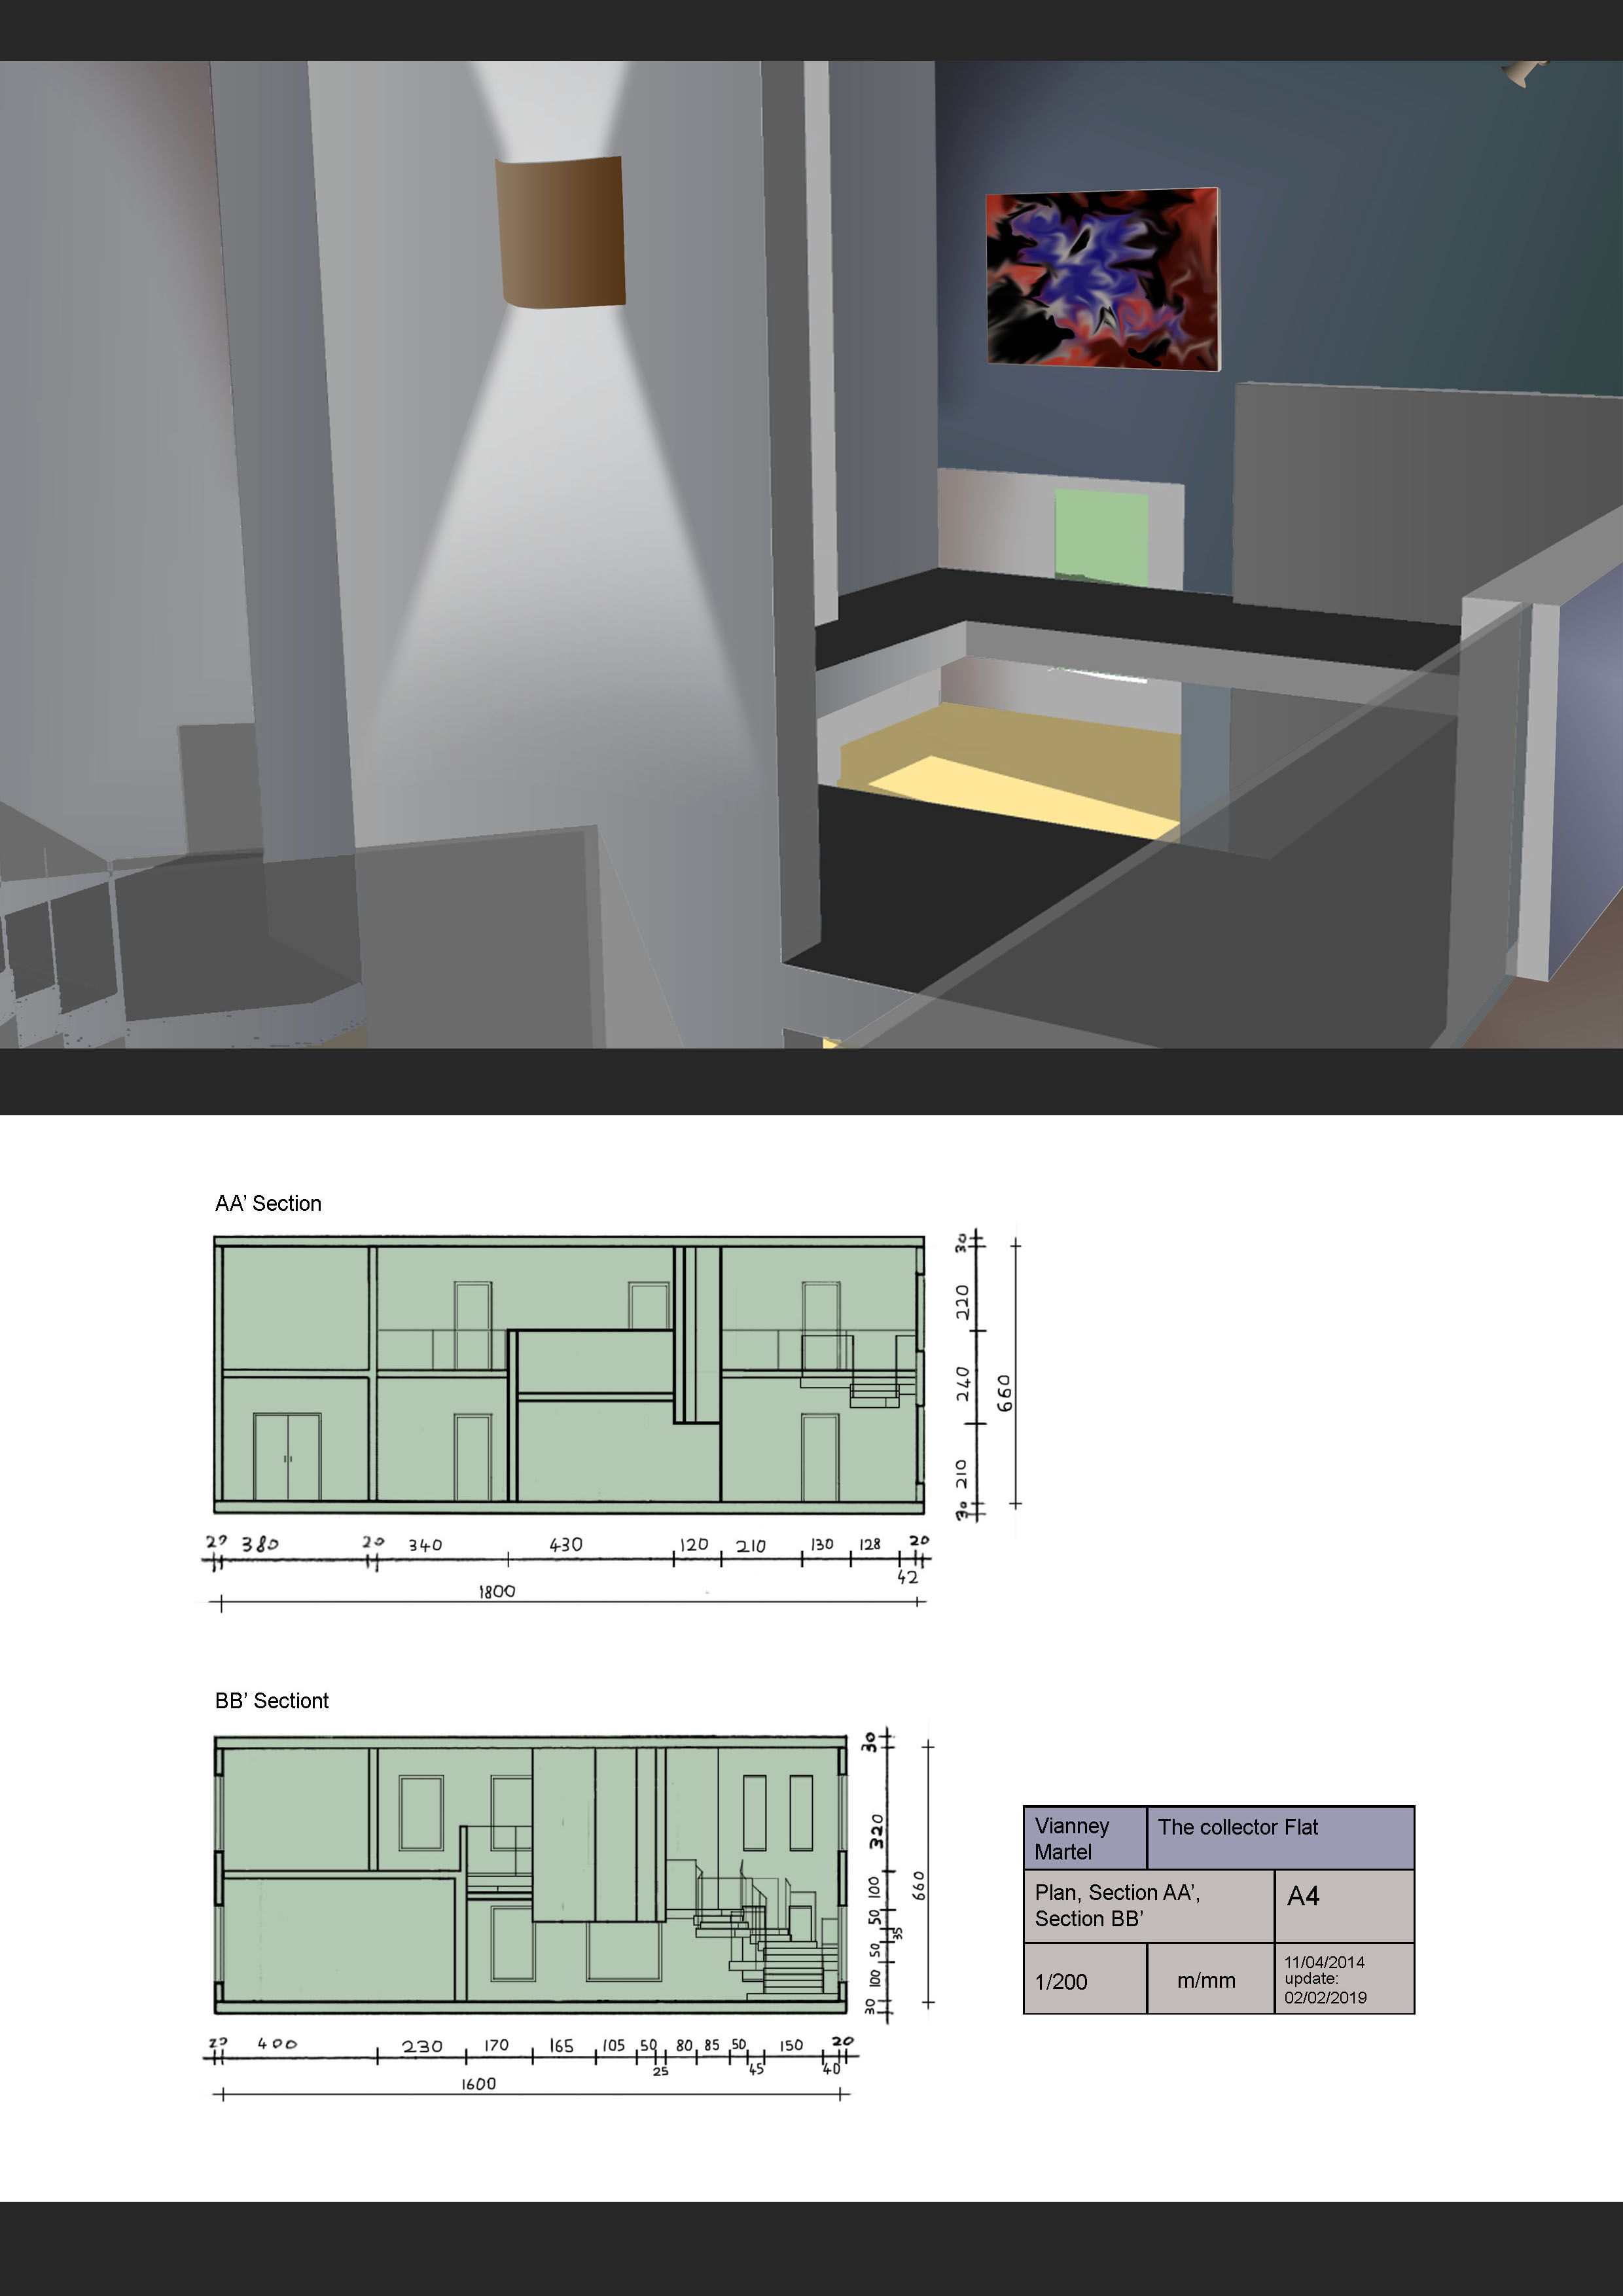 AA' Section
30
220
240
660
210
30
20 380 20 340 430 120 210 130 128 20
42
1800
BB' Sectiont
30
320
100
660
50
35
50
100
30
20 400 230 170 165 105 50 80 85 50 150 20
25 45 40
1600
Vianney
Martel
The collector Flat
Plan, Section AA',
Section BB'
A4
1/200
m/mm
11/04/2014
update:
02/02/2019